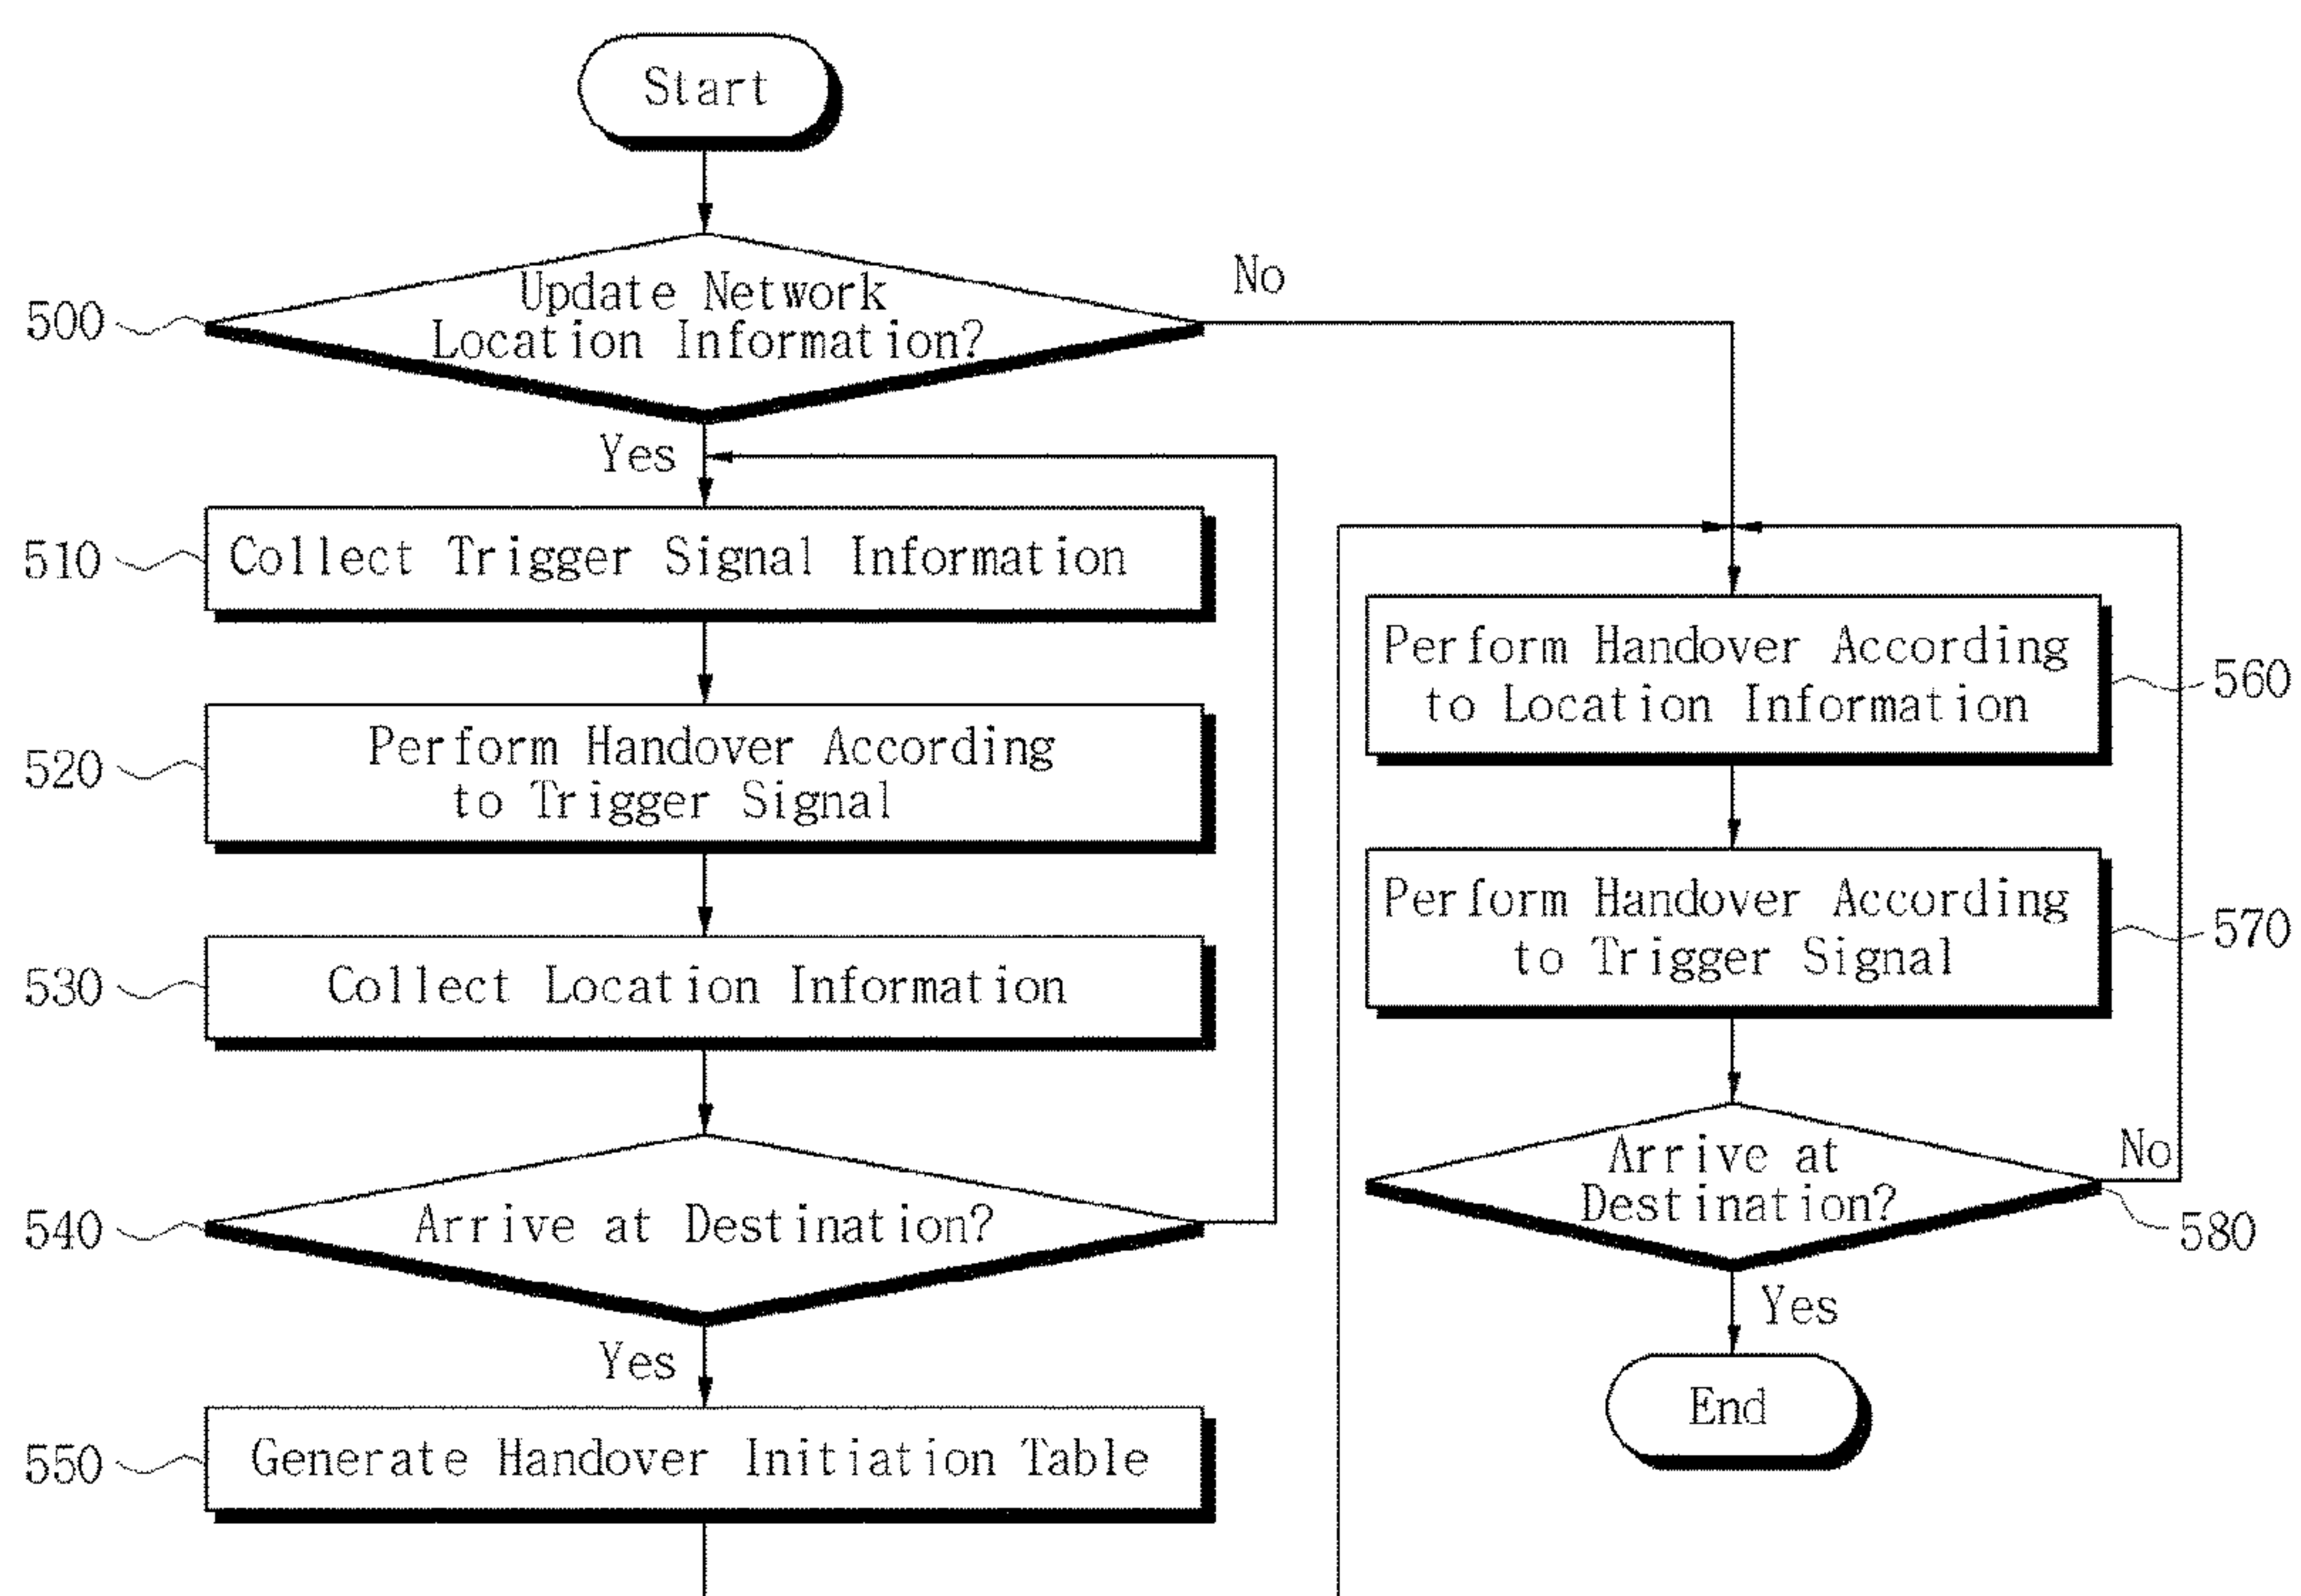 Start
500
Update Network
Location Information?
No
Yes
510
Collect Trigger Signal Information
520
Perform Handover According
to Trigger Signal
530
Collect Location Information
540
Arrive at Destination?
Yes
550
Generate Handover Initiation Table
Perform Handover According
to Location Information
560
Perform Handover According
to Trigger Signal
570
Arrive at
Destination?
No
580
Yes
End